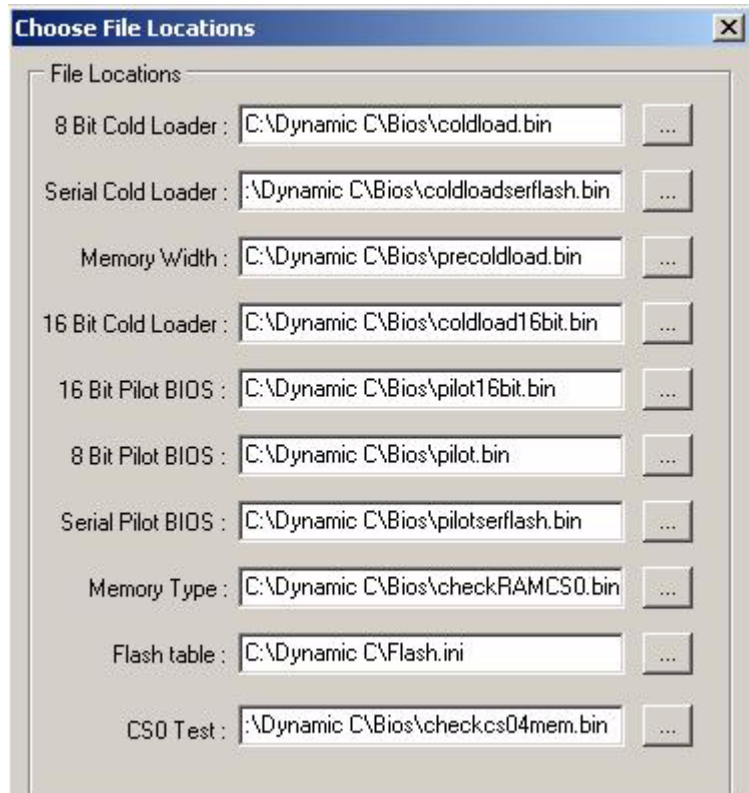 Choose File Locations
File Locations
8 Bit Cold Loader : C:\Dynamic C\Bios\coldload.bin ...
Serial Cold Loader : :\Dynamic C\Bios\coldloadserflash.bin ...
Memory Width : C:\Dynamic C\Bios\precoldload.bin ...
16 Bit Cold Loader : C:\Dynamic C\Bios\coldload16bit.bin ...
16 Bit Pilot BIOS : C:\Dynamic C\Bios\pilot16bit.bin ...
8 Bit Pilot BIOS : C:\Dynamic C\Bios\pilot.bin ...
Serial Pilot BIOS : C:\Dynamic C\Bios\pilotserflash.bin ...
Memory Type : C:\Dynamic C\Bios\checkRAMCS0.bin ...
Flash table : C:\Dynamic C\Flash.ini ...
CS0 Test : :\Dynamic C\Bios\checkcs04mem.bin ...